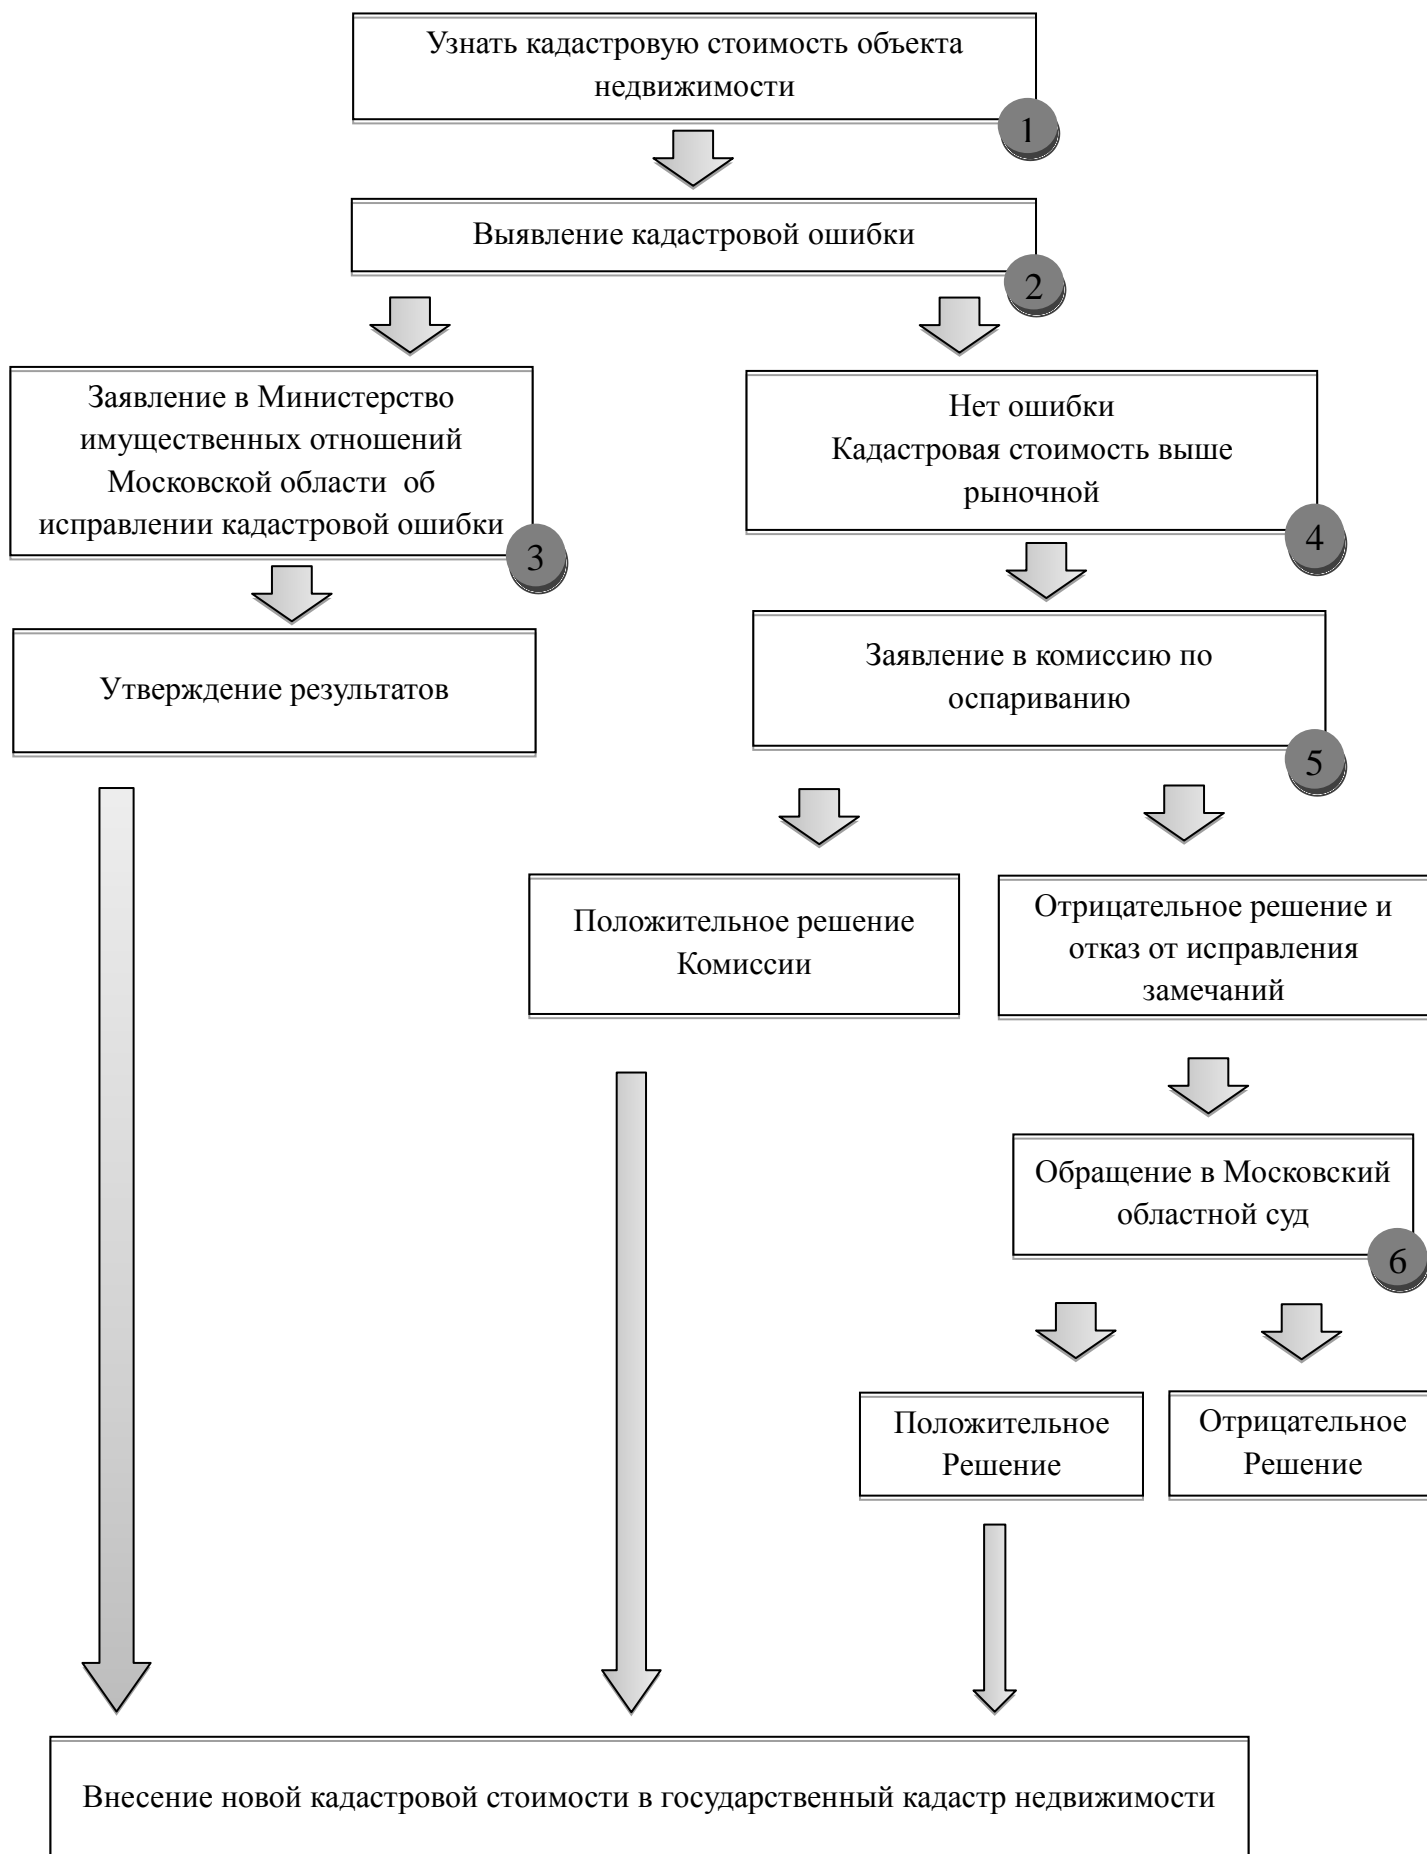 Узнать кадастровую стоимость объекта
недвижимости
1
Выявление кадастровой ошибки
2
Заявление в Министерство
имущественных отношений
Московской области об
исправлении кадастровой ошибки
3
Нет ошибки
Кадастровая стоимость выше
рыночной
4
Утверждение результатов
Заявление в комиссию по
оспариванию
5
Положительное решение
Комиссии
Отрицательное решение и
отказ от исправления
замечаний
Обращение в Московский
областной суд
6
Положительное
Решение
Отрицательное
Решение
Внесение новой кадастровой стоимости в государственный кадастр недвижимости